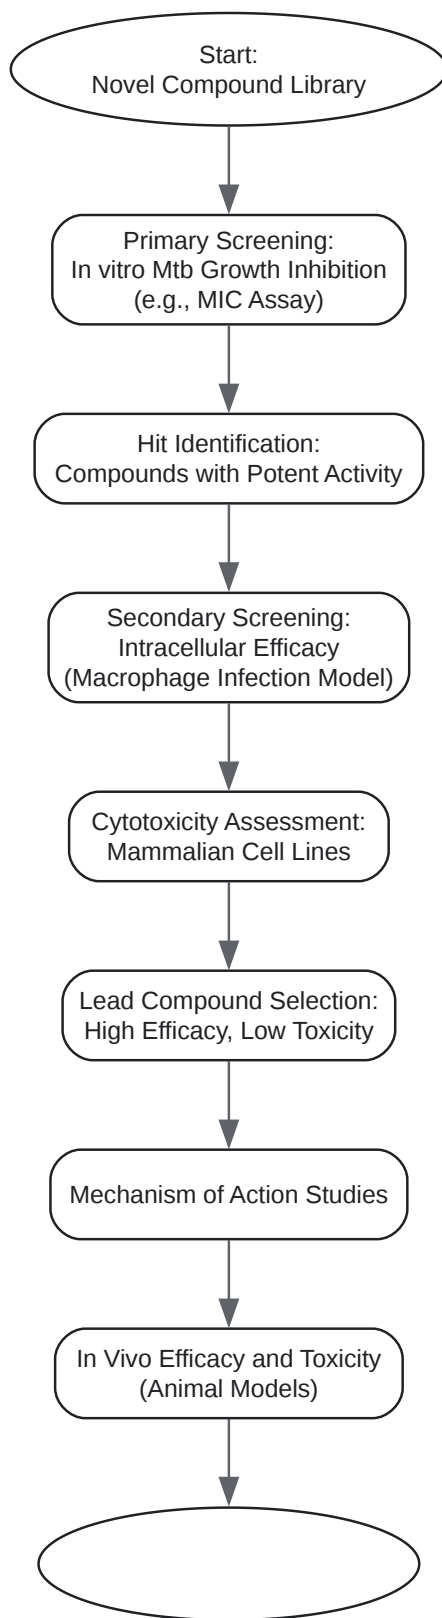 Start:
Novel Compound Library
Primary Screening:
In vitro Mtb Growth Inhibition
(e.g., MIC Assay)
Hit Identification:
Compounds with Potent Activity
Secondary Screening:
Intracellular Efficacy
(Macrophage Infection Model)
Cytotoxicity Assessment:
Mammalian Cell Lines
Lead Compound Selection:
High Efficacy, Low Toxicity
Mechanism of Action Studies
In Vivo Efficacy and Toxicity
(Animal Models)